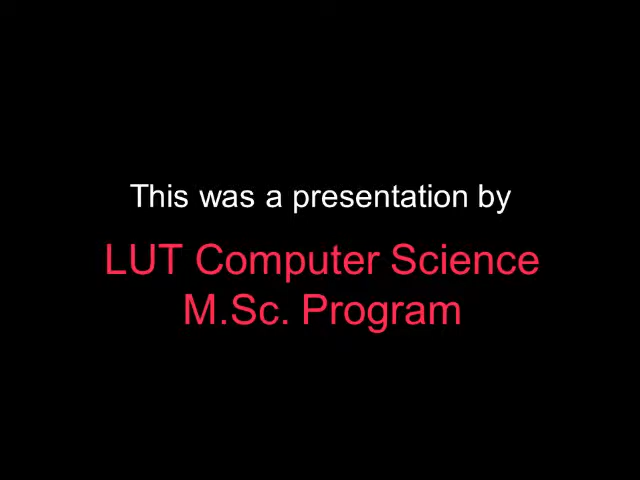 This was a presentation by
LUT Computer Science
M.Sc. Program